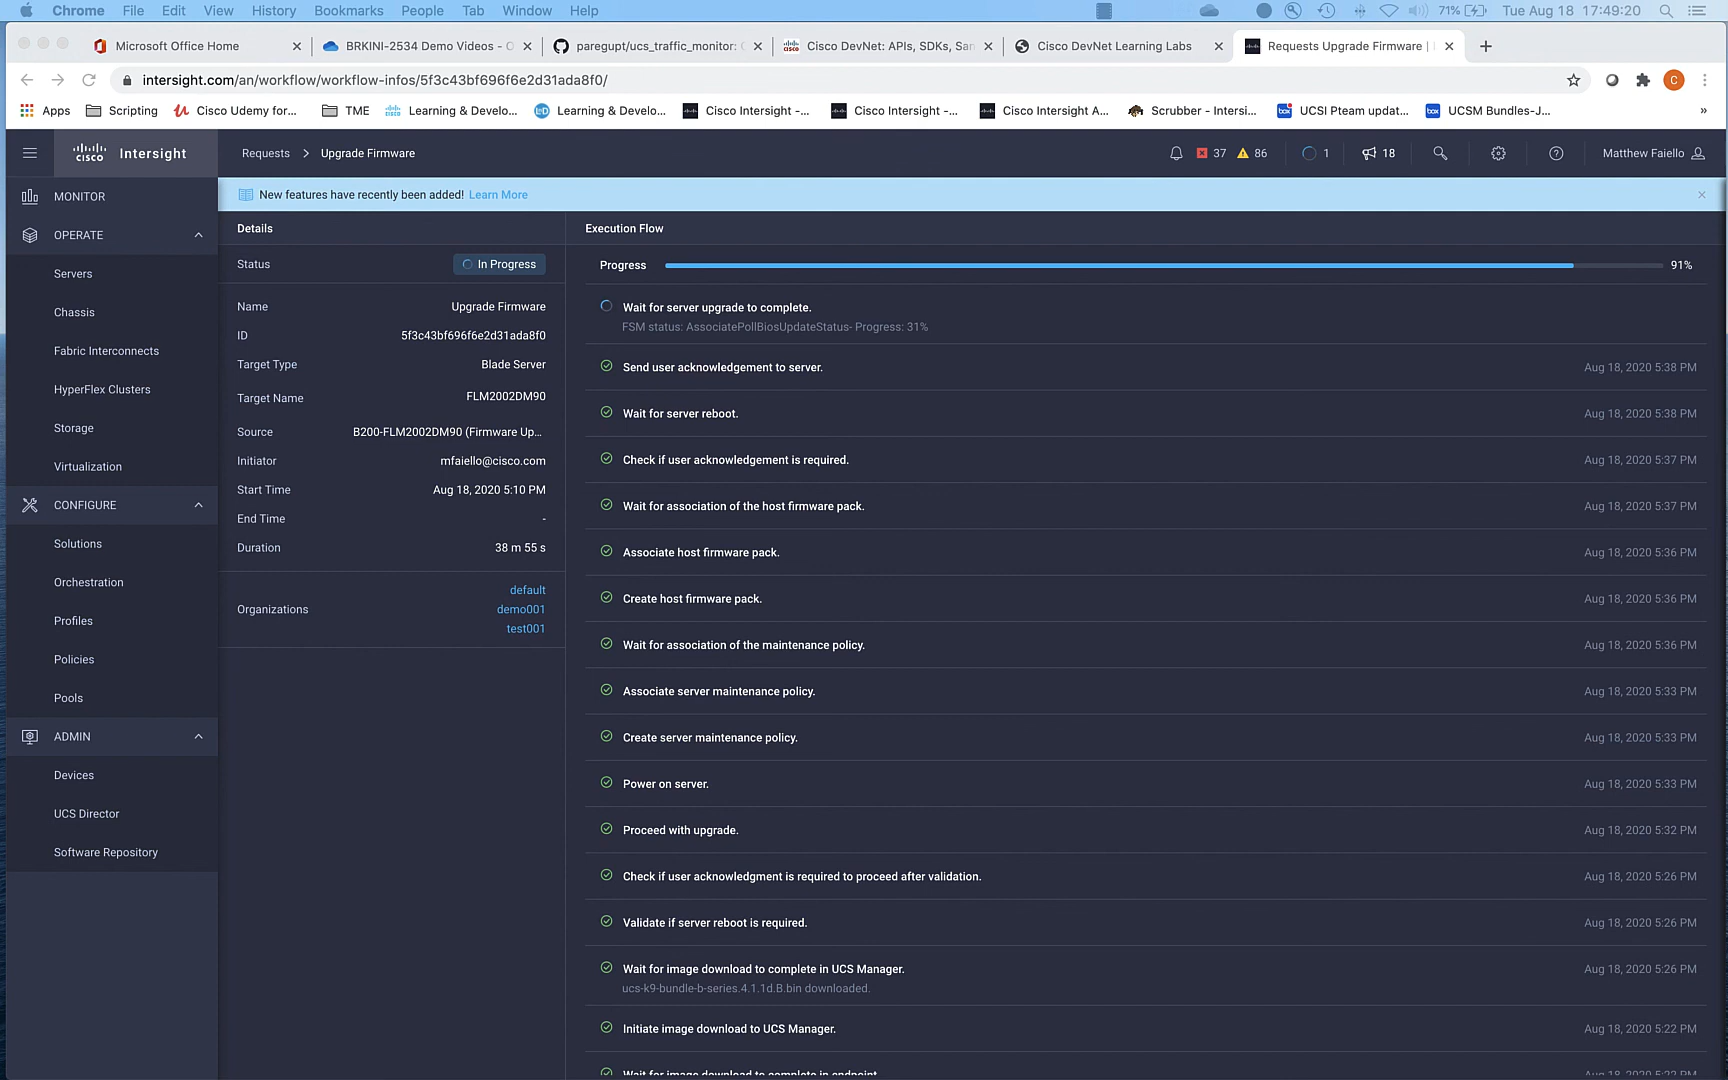 Chrome File Edit View History Bookmarks People Tab Window Help 71% Tue Aug 18 17:49:20
Microsoft Office Home
BRKINI-2534 Demo Videos - O
paregupt/ucs_traffic_monitor:
Cisco DevNet: APIs, SDKs, San
Cisco DevNet Learning Labs
Requests Upgrade Firmware |
intersight.com/an/workflow/workflow-infos/5f3c43bf696f6e2d31ada8f0/
C
Apps Scripting Cisco Udemy for... TME Learning & Develo... Learning & Develo... Cisco Intersight -... Cisco Intersight -... Cisco Intersight A... Scrubber - Intersi... UCSI Pteam updat... UCSM Bundles-J... »
CISCO Intersight
Requests > Upgrade Firmware
37 86 1 18 Matthew Faiello
New features have recently been added! Learn More
MONITOR
OPERATE
Servers
Chassis
Fabric Interconnects
HyperFlex Clusters
Storage
Virtualization
CONFIGURE
Solutions
Orchestration
Profiles
Policies
Pools
ADMIN
Devices
UCS Director
Software Repository
Details
Status In Progress
Name Upgrade Firmware
ID 5f3c43bf696f6e2d31ada8f0
Target Type Blade Server
Target Name FLM2002DM90
Source B200-FLM2002DM90 (Firmware Up...
Initiator mfaiello@cisco.com
Start Time Aug 18, 2020 5:10 PM
End Time -
Duration 38 m 55 s
Organizations
default
demo001
test001
Execution Flow
Progress 91%
Wait for server upgrade to complete.
FSM status: AssociatePollBiosUpdateStatus- Progress: 31%
Send user acknowledgement to server. Aug 18, 2020 5:38 PM
Wait for server reboot. Aug 18, 2020 5:38 PM
Check if user acknowledgement is required. Aug 18, 2020 5:37 PM
Wait for association of the host firmware pack. Aug 18, 2020 5:37 PM
Associate host firmware pack. Aug 18, 2020 5:36 PM
Create host firmware pack. Aug 18, 2020 5:36 PM
Wait for association of the maintenance policy. Aug 18, 2020 5:36 PM
Associate server maintenance policy. Aug 18, 2020 5:33 PM
Create server maintenance policy. Aug 18, 2020 5:33 PM
Power on server. Aug 18, 2020 5:33 PM
Proceed with upgrade. Aug 18, 2020 5:32 PM
Check if user acknowledgment is required to proceed after validation. Aug 18, 2020 5:26 PM
Validate if server reboot is required. Aug 18, 2020 5:26 PM
Wait for image download to complete in UCS Manager. Aug 18, 2020 5:26 PM
ucs-k9-bundle-b-series.4.1.1d.B.bin downloaded.
Initiate image download to UCS Manager. Aug 18, 2020 5:22 PM
Wait for image download to complete in endpoint. Aug 18, 2020 5:22 PM